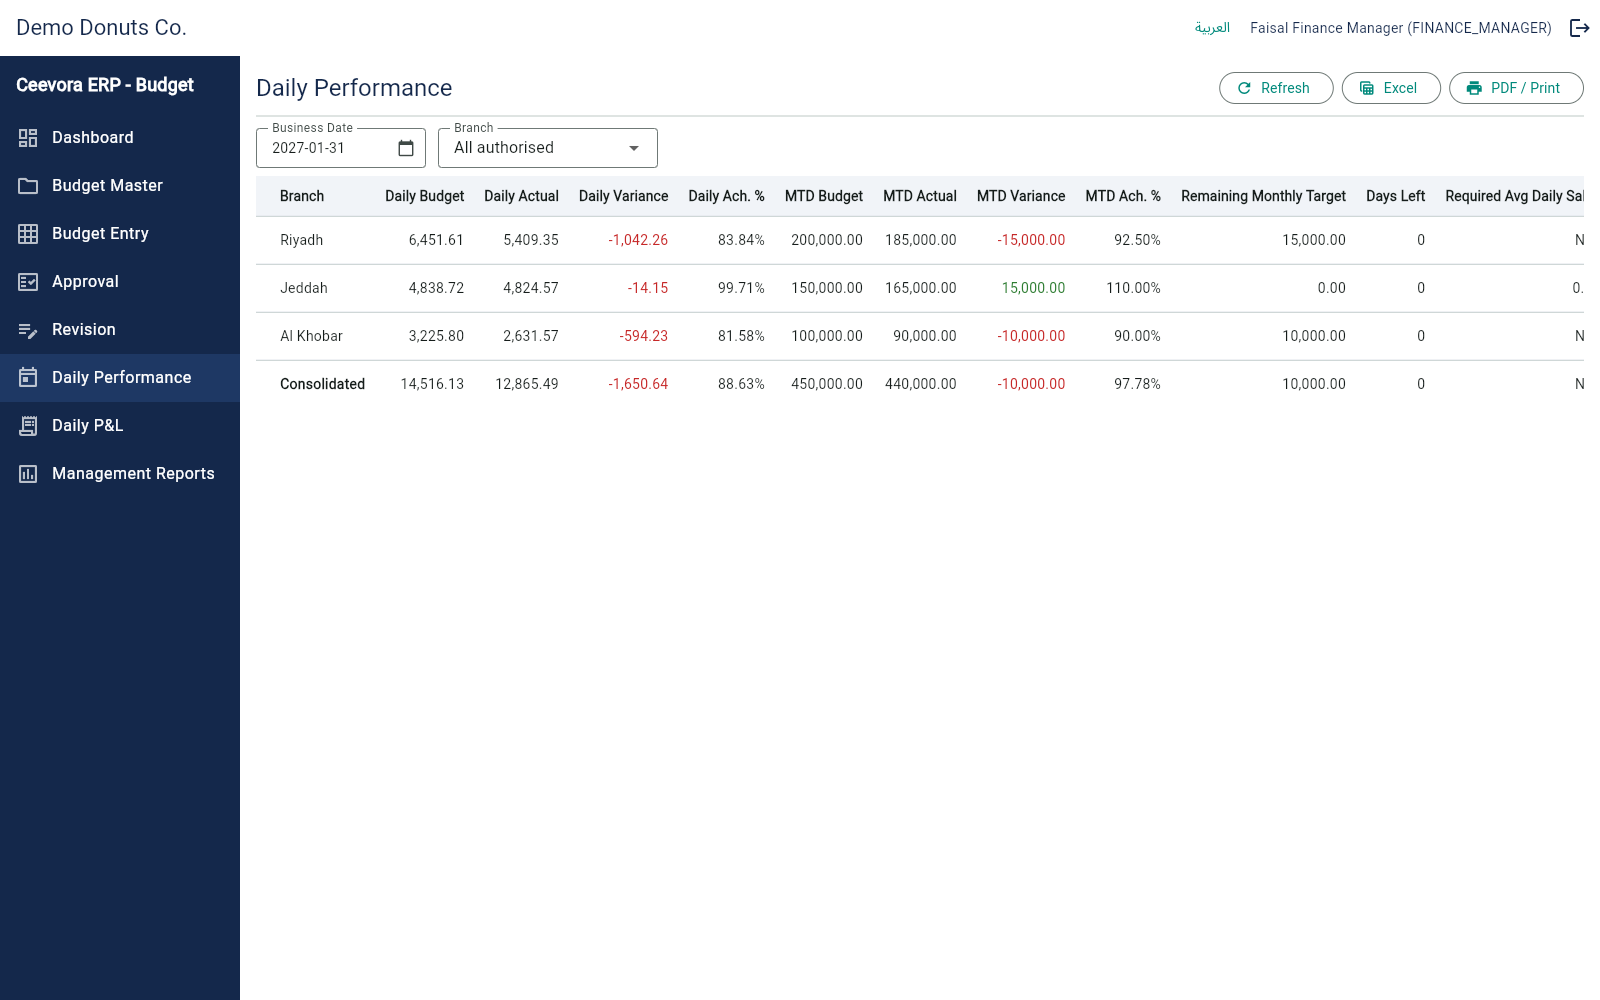 Demo Donuts Co.
العربية
Faisal Finance Manager (FINANCE_MANAGER)
Ceevora ERP - Budget
Dashboard
Budget Master
Budget Entry
Approval
Revision
Daily Performance
Daily P&L
Management Reports
Daily Performance
Refresh
Excel
PDF / Print
Business Date
2027-01-31
Branch
All authorised
Branch Daily Budget Daily Actual Daily Variance Daily Ach. % MTD Budget MTD Actual MTD Variance MTD Ach. % Remaining Monthly Target Days Left Required Avg Daily
Riyadh 6,451.61 5,409.35 -1,042.26 83.84% 200,000.00 185,000.00 -15,000.00 92.50% 15,000.00 0
Jeddah 4,838.72 4,824.57 -14.15 99.71% 150,000.00 165,000.00 15,000.00 110.00% 0.00 0
Al Khobar 3,225.80 2,631.57 -594.23 81.58% 100,000.00 90,000.00 -10,000.00 90.00% 10,000.00 0
Consolidated 14,516.13 12,865.49 -1,650.64 88.63% 450,000.00 440,000.00 -10,000.00 97.78% 10,000.00 0